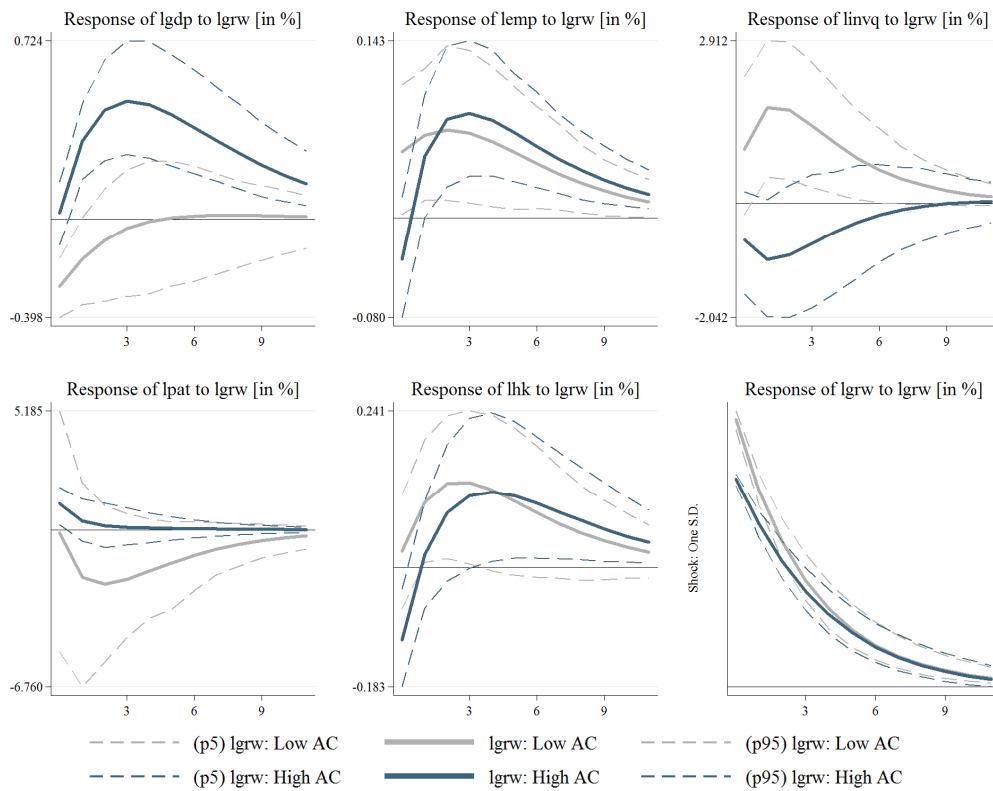 Response of lgdp to lgrw [in %]
0.724
-0.398
3 6 9
Response of lemp to lgrw [in %]
0.143
-0.080
3 6 9
Response of linvq to lgrw [in %]
2.912
-2.042
3 6 9
Response of lpat to lgrw [in %]
5.185
-6.760
3 6 9
Response of lhk to lgrw [in %]
0.241
-0.183
3 6 9
Response of lgrw to lgrw [in %]
Shock: One S.D.
3 6 9
(p5) lgrw: Low AC lgrw: Low AC (p95) lgrw: Low AC
(p5) lgrw: High AC lgrw: High AC (p95) lgrw: High AC